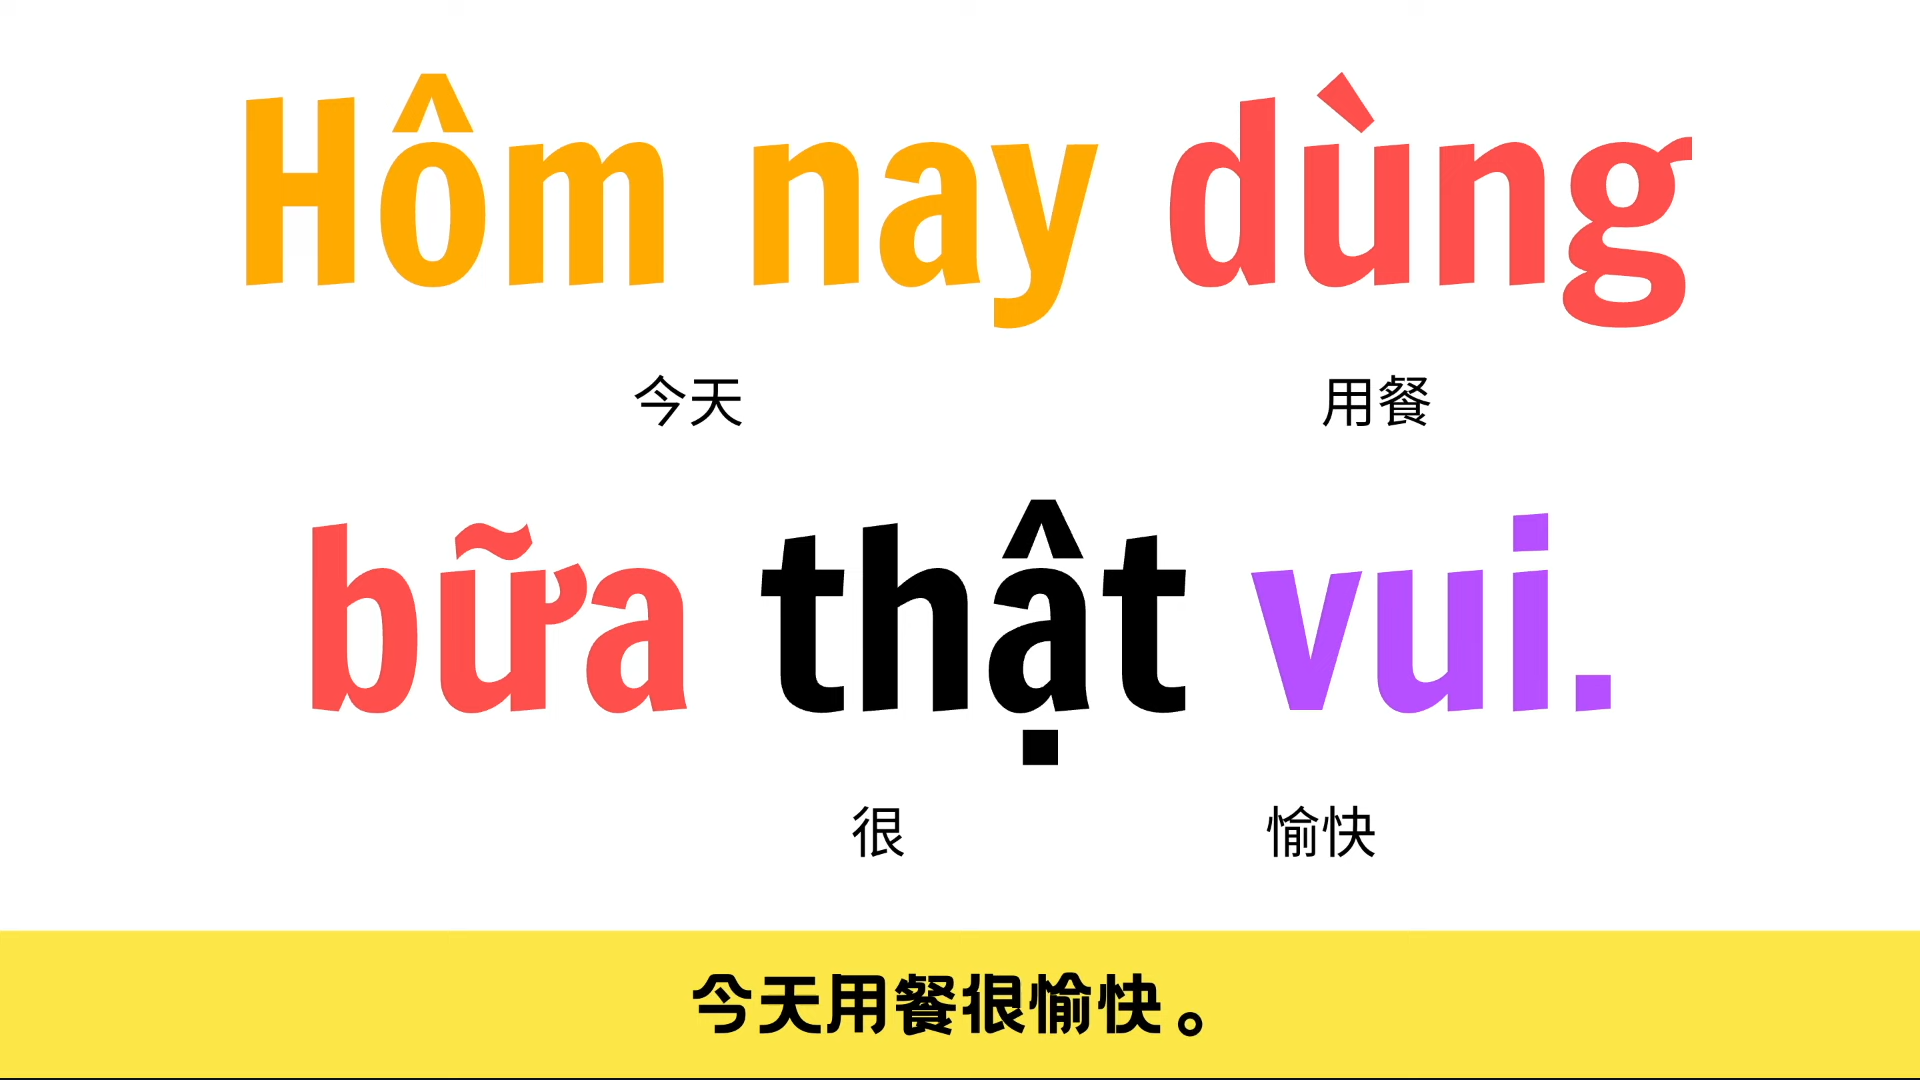 Hôm nay dùng
今天 用餐
bữa thật vui.
很 愉快
今天用餐很愉快。